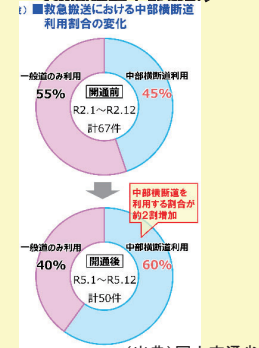 ■救急搬送における中部横断道
利用割合の変化
一般道のみ利用
55%
中部横断道利用
45%
開通前
R2.1～R2.12
計67件
中部横断道を
利用する割合が
約2割増加
一般道のみ利用
40%
中部横断道利用
60%
開通後
R5.1～R5.12
計50件